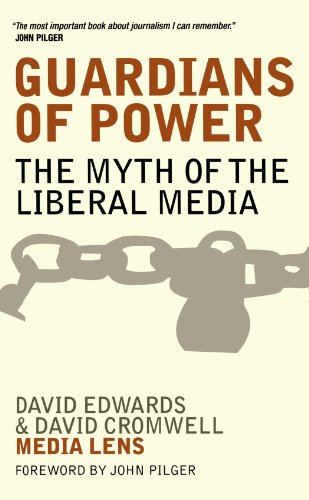 "The most important book about journalism I can remember."
JOHN PILGER
GUARDIANS
OF POWER
THE MYTH OF THE
LIBERAL MEDIA
DAVID EDWARDS
& DAVID CROMWELL
MEDIA LENS
FOREWORD BY JOHN PILGER